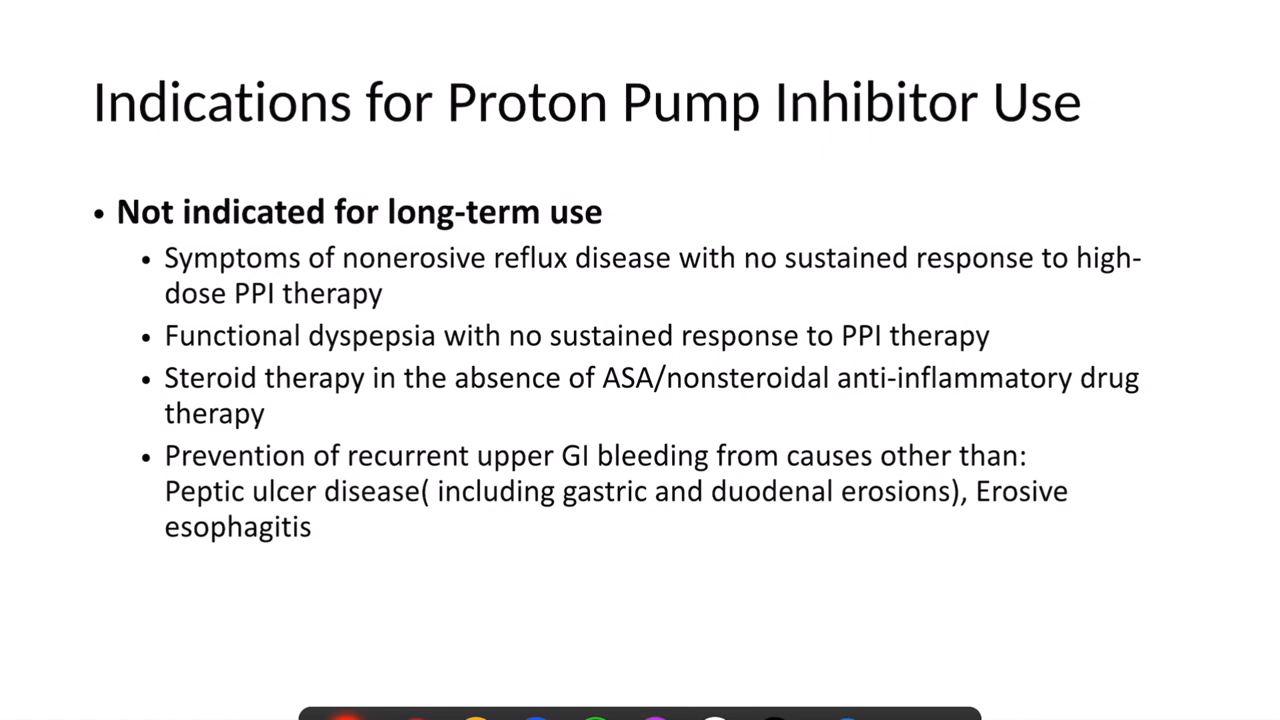 Indications for Proton Pump Inhibitor Use
• Not indicated for long-term use
• Symptoms of nonerosive reflux disease with no sustained response to high-
dose PPI therapy
• Functional dyspepsia with no sustained response to PPI therapy
• Steroid therapy in the absence of ASA/nonsteroidal anti-inflammatory drug
therapy
• Prevention of recurrent upper GI bleeding from causes other than:
Peptic ulcer disease( including gastric and duodenal erosions), Erosive
esophagitis